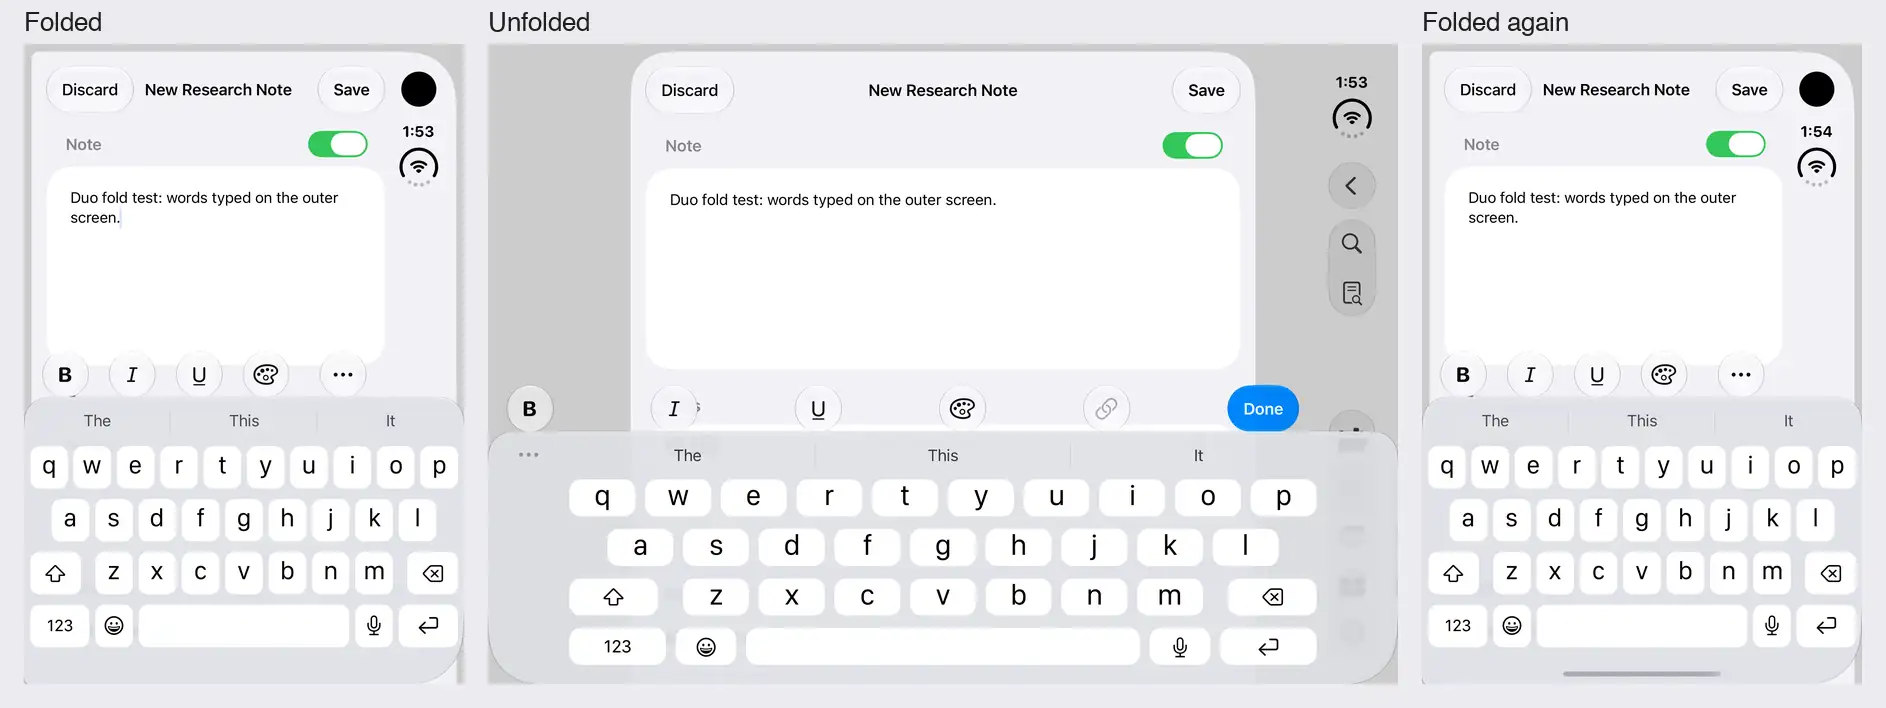 Folded
Discard New Research Note Save
1:53
Note
Duo fold test: words typed on the outer
screen.
B I U
The This It
q w e r t y u i o p
a s d f g h j k l
z x c v b n m
123
Unfolded
Discard New Research Note Save
1:53
Note
Duo fold test: words typed on the outer screen.
B I U Done
The This It
q w e r t y u i o p
a s d f g h j k l
z x c v b n m
123
Folded again
Discard New Research Note Save
1:54
Note
Duo fold test: words typed on the outer
screen.
B I U
The This It
q w e r t y u i o p
a s d f g h j k l
z x c v b n m
123